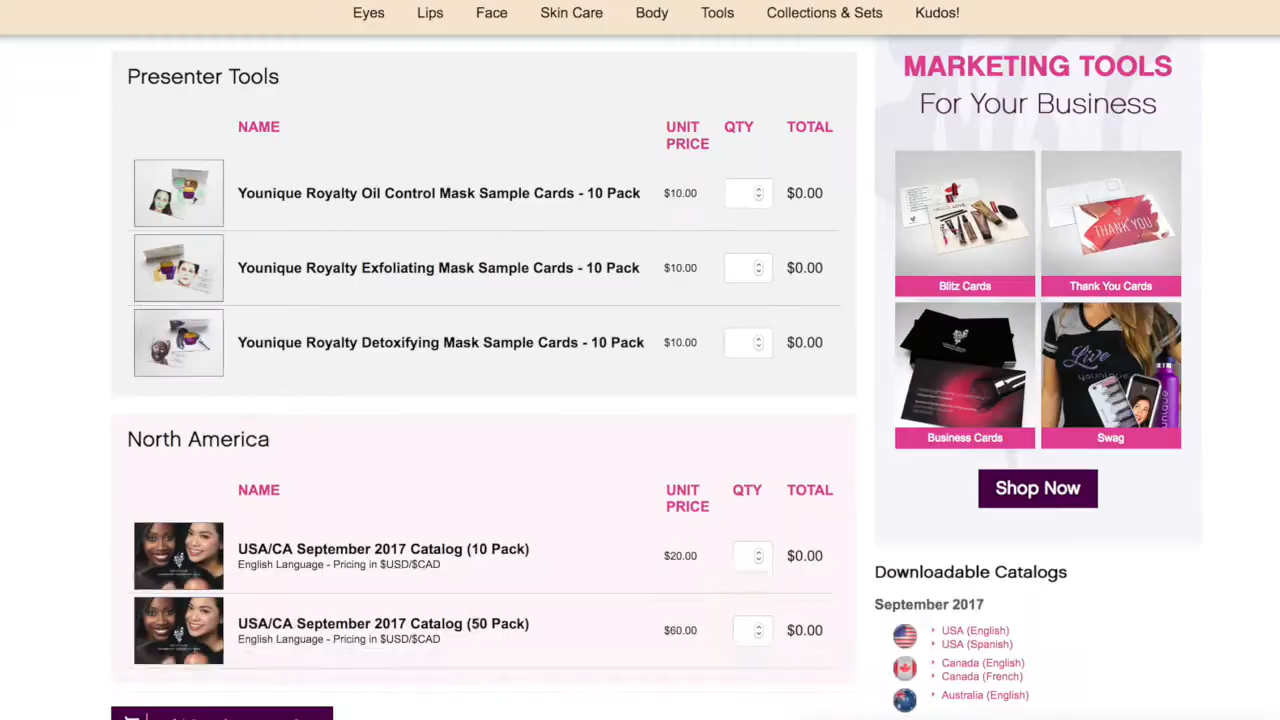 Eyes Lips Face Skin Care Body Tools Collections & Sets Kudos!
Presenter Tools
NAME UNIT PRICE QTY TOTAL
Younique Royalty Oil Control Mask Sample Cards - 10 Pack $10.00 $0.00
Younique Royalty Exfoliating Mask Sample Cards - 10 Pack $10.00 $0.00
Younique Royalty Detoxifying Mask Sample Cards - 10 Pack $10.00 $0.00
North America
NAME UNIT PRICE QTY TOTAL
USA/CA September 2017 Catalog (10 Pack) $20.00 $0.00
English Language - Pricing in $USD/$CAD
USA/CA September 2017 Catalog (50 Pack) $60.00 $0.00
English Language - Pricing in $USD/$CAD
MARKETING TOOLS
For Your Business
THANK YOU
Blitz Cards
Thank You Cards
Live
Business Cards
Swag
Shop Now
Downloadable Catalogs
September 2017
USA (English)
USA (Spanish)
Canada (English)
Canada (French)
Australia (English)